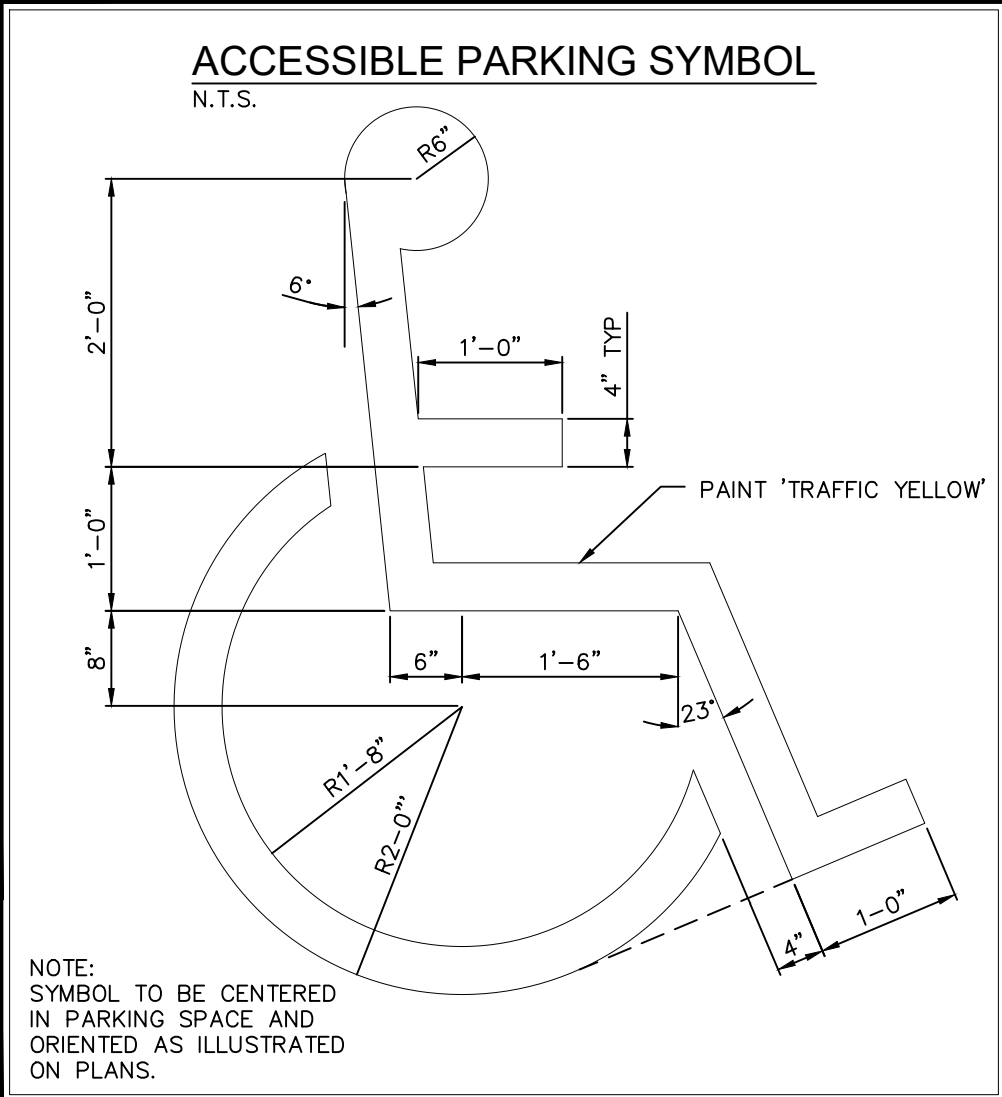 ACCESSIBLE PARKING SYMBOL
N.T.S.
R6"
2'-0"
6°
1'-0"
4" TYP
PAINT 'TRAFFIC YELLOW'
1'-0"
8"
6"
1'-6"
23°
R1'-8"
R2-0"'
4"
1-0"
NOTE:
SYMBOL TO BE CENTERED
IN PARKING SPACE AND
ORIENTED AS ILLUSTRATED
ON PLANS.